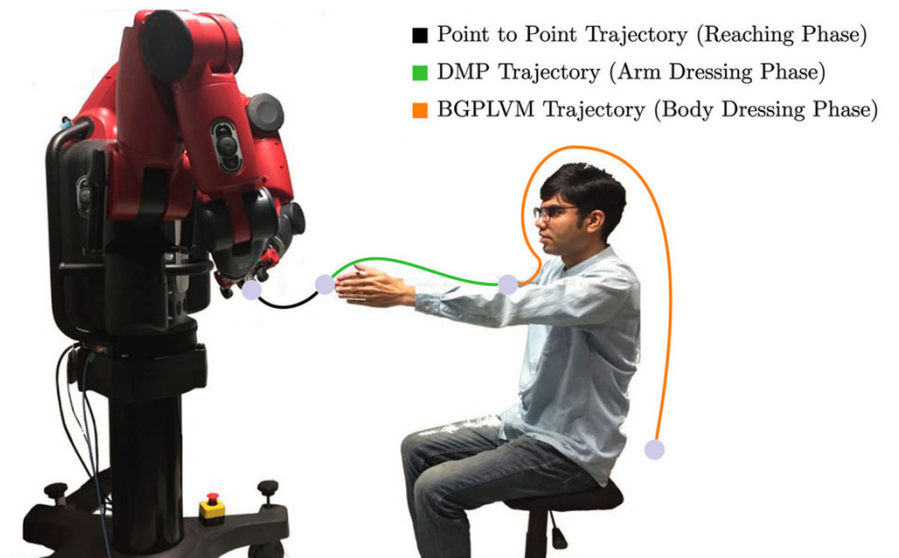 Point to Point Trajectory (Reaching Phase)
DMP Trajectory (Arm Dressing Phase)
BGPLVM Trajectory (Body Dressing Phase)